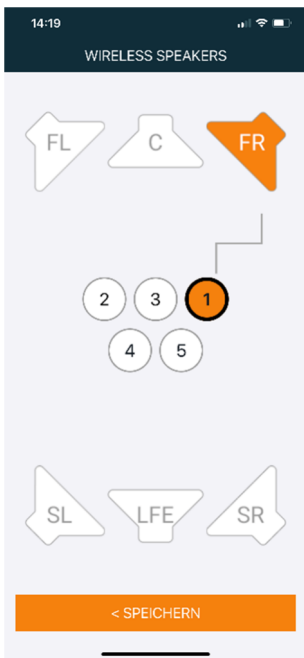 14:19
WIRELESS SPEAKERS
FL C FR
2 3 1
4 5
SL LFE SR
< SPEICHERN